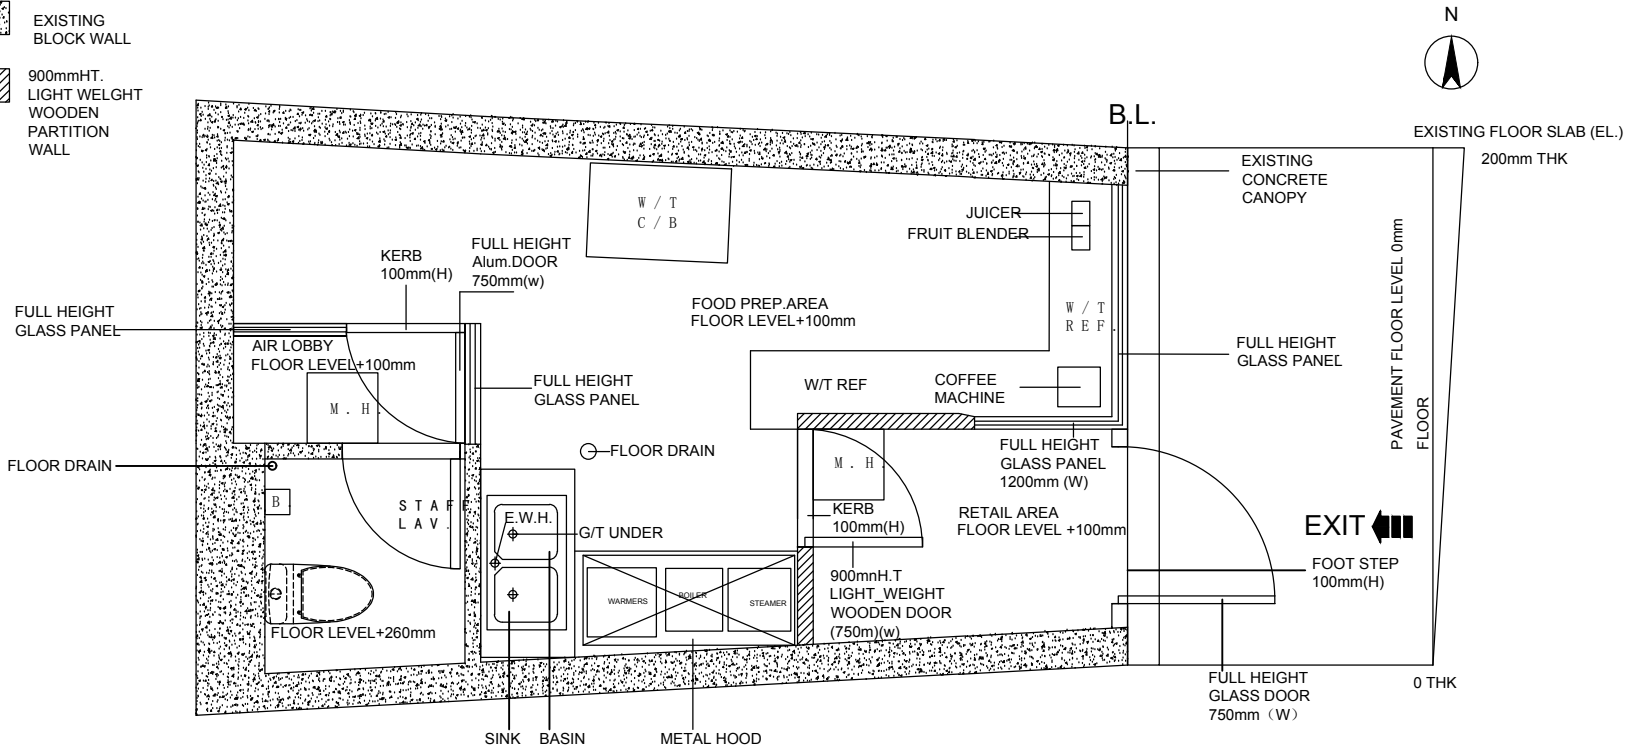 EXISTING
BLOCK WALL
900mmHT.
LIGHT WELGHT
WOODEN
PARTITION
WALL
N
B.L.
EXISTING FLOOR SLAB (EL.)
200mm THK
EXISTING
CONCRETE
CANOPY
W / T
C / B
JUICER
FRUIT BLENDER
KERB
100mm(H)
FULL HEIGHT
Alum.DOOR
750mm(w)
FOOD PREP.AREA
FLOOR LEVEL+100mm
W / T
REF.
PAVEMENT FLOOR LEVEL 0mm
FLOOR
FULL HEIGHT
GLASS PANEL
AIR LOBBY
FLOOR LEVEL+100mm
M . H.
FULL HEIGHT
GLASS PANEL
W/T REF
COFFEE
MACHINE
FULL HEIGHT
GLASS PANEL
FLOOR DRAIN
FLOOR DRAIN
M . H.
FULL HEIGHT
GLASS PANEL
1200mm (W)
B.
STAFF
LAV.
E.W.H.
G/T UNDER
KERB
100mm(H)
RETAIL AREA
FLOOR LEVEL +100mm
EXIT
FOOT STEP
100mm(H)
WARMERS
BOILER
STEAMER
900mnH.T
LIGHT_WEIGHT
WOODEN DOOR
(750m)(w)
FLOOR LEVEL+260mm
FULL HEIGHT
GLASS DOOR
750mm（W）
0 THK
SINK
BASIN
METAL HOOD